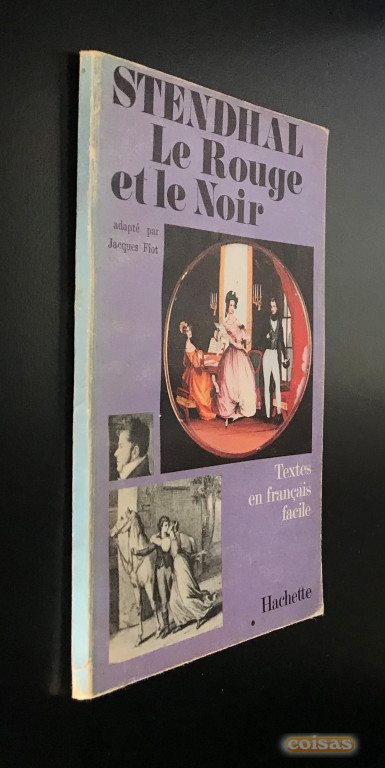 STENDHAL
Le Rouge
et le Noir
adapté par
Jacques Flot
Textes
en français
facile
Hachette
coisas